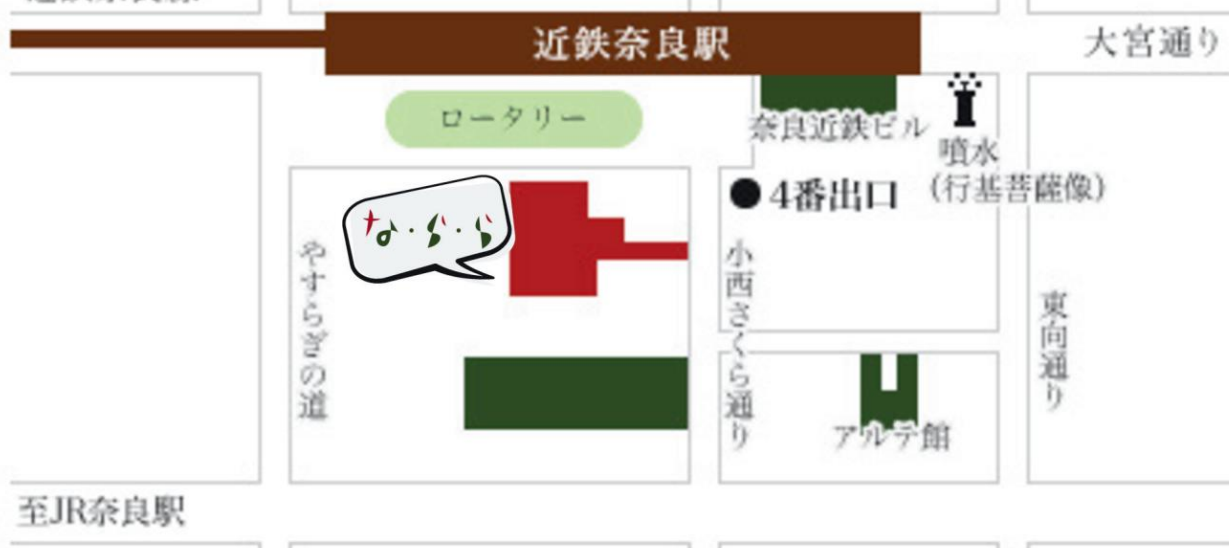 近鉄奈良駅
大宮通り
ロータリー
奈良近鉄ビル
噴水
(行基菩薩像)
●4番出口
な・ら・ら
やすらぎの道
小西さくら通り
東向通り
アルテ館
至JR奈良駅